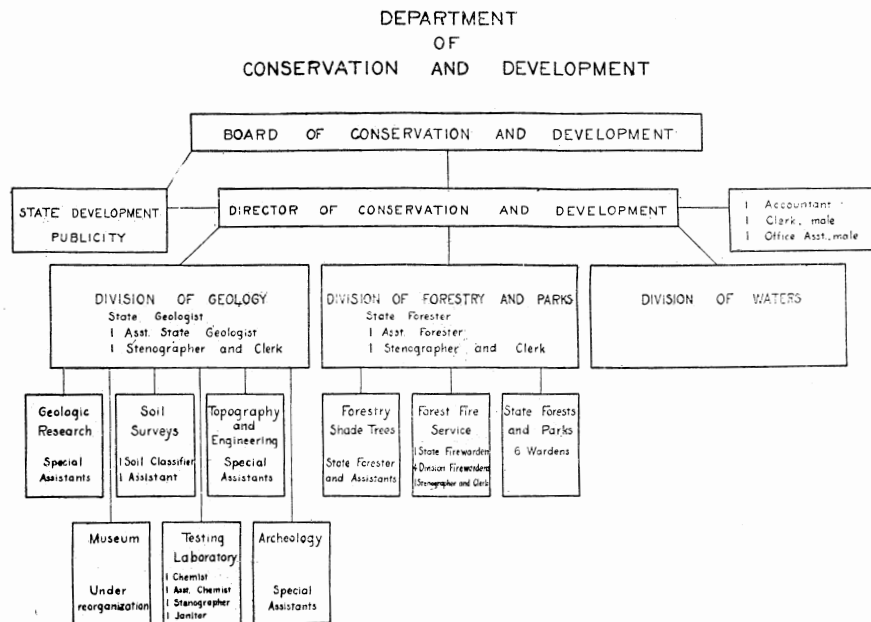 DEPARTMENT
OF
CONSERVATION AND DEVELOPMENT
BOARD OF CONSERVATION AND DEVELOPMENT
STATE DEVELOPMENT
PUBLICITY
DIRECTOR OF CONSERVATION AND DEVELOPMENT
1 Accountant
1 Clerk, male
1 Office Asst., male
DIVISION OF GEOLOGY
State Geologist
1 Asst. State Geologist
1 Stenographer and Clerk
DIVISION OF FORESTRY AND PARKS
State Forester
1 Asst. Forester
1 Stenographer and Clerk
DIVISION OF WATERS
Geologic
Research
Special
Assistants
Soil
Surveys
1 Soil Classifier
1 Assistant
Topography
and
Engineering
Special
Assistants
Forestry
Shade Trees
State Forester
and Assistants
Forest Fire
Service
1 State Firewarden
4 Division Firewardens
1 Stenographer and Clerk
State Forests
and Parks
6 Wardens
Museum
Under
reorganization
Testing
Laboratory
1 Chemist
1 Asst. Chemist
1 Stenographer
1 Janitor
Archeology
Special
Assistants